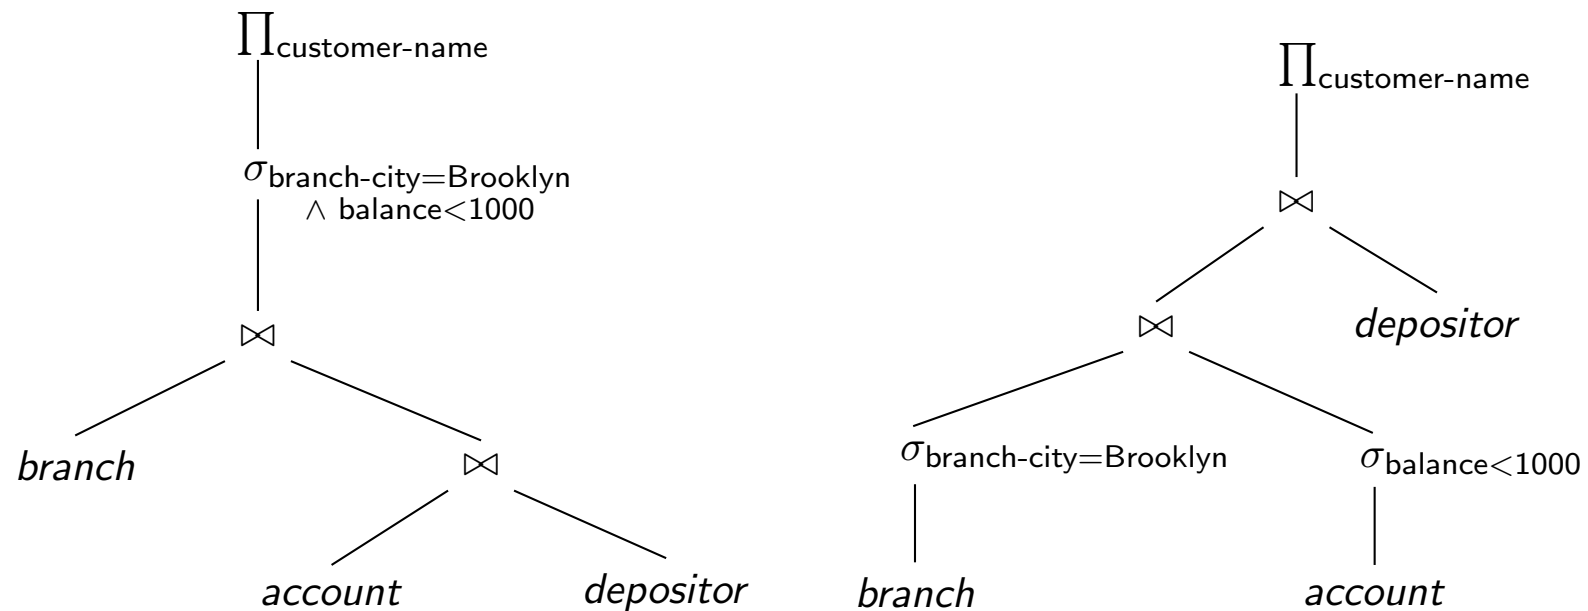 ∏customer-name
σbranch-city=Brooklyn
∧ balance<1000
⋈
branch
⋈
account
depositor
∏customer-name
⋈
depositor
⋈
σbranch-city=Brooklyn
σbalance<1000
branch
account